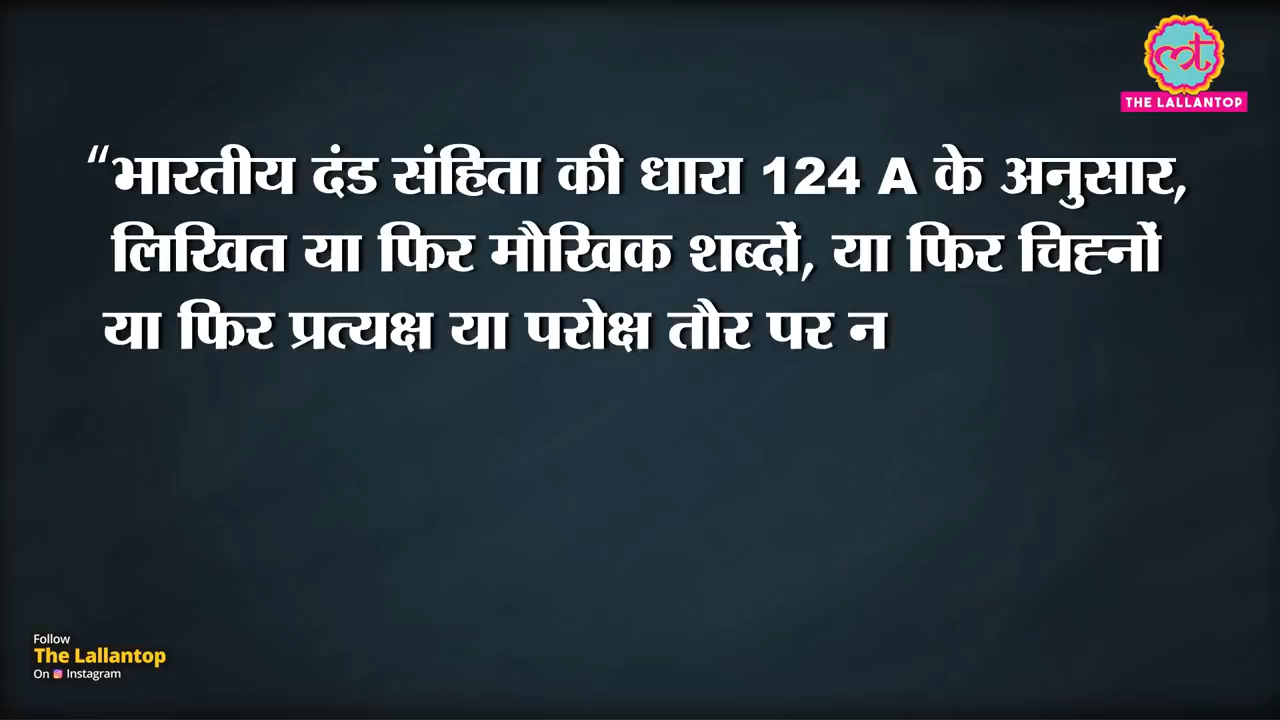 THE LALLANTOP
“भारतीय दंड संहिता की धारा 124 A के अनुसार,
लिखित या फिर मौखिक शब्दों, या फिर चिह्नों
या फिर प्रत्यक्ष या परोक्ष तौर पर न
Follow
The Lallantop
On Instagram